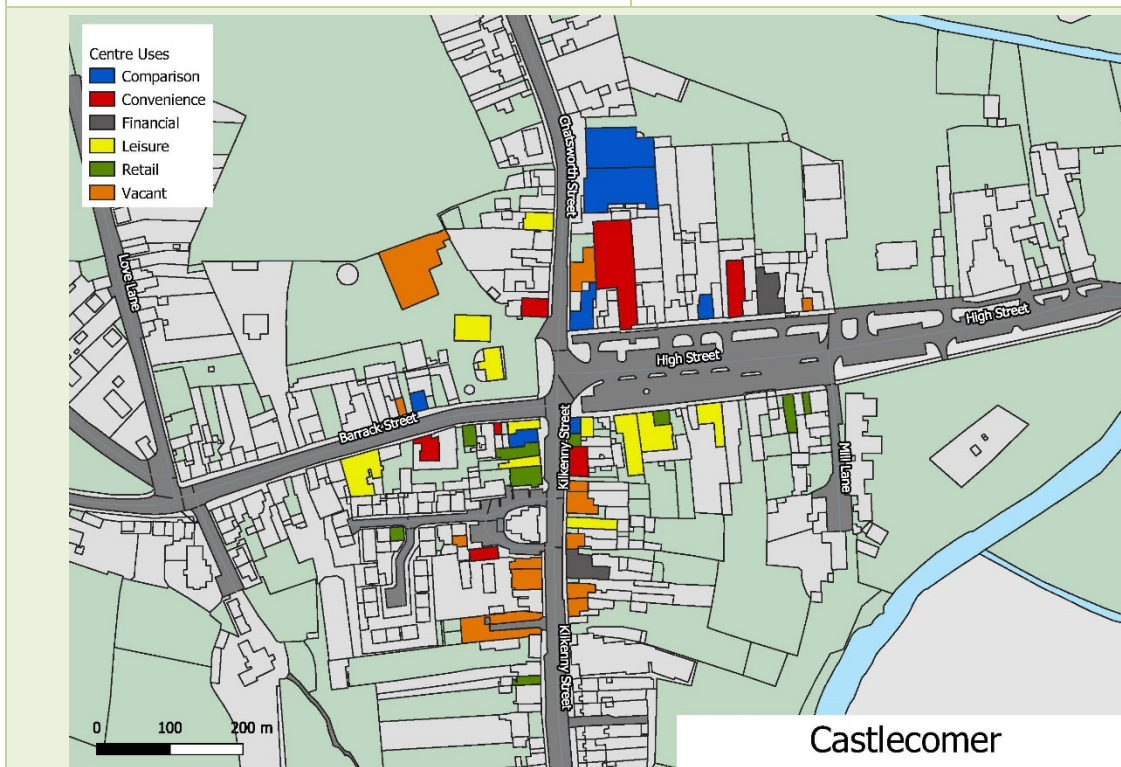 Centre Uses
Comparison
Convenience
Financial
Leisure
Retail
Vacant
Chatsworth Street
Love Lane
High Street
High Street
Barrack Street
Kilkenny Street
Mill Lane
Kilkenny Street
0 100 200 m
Castlecomer